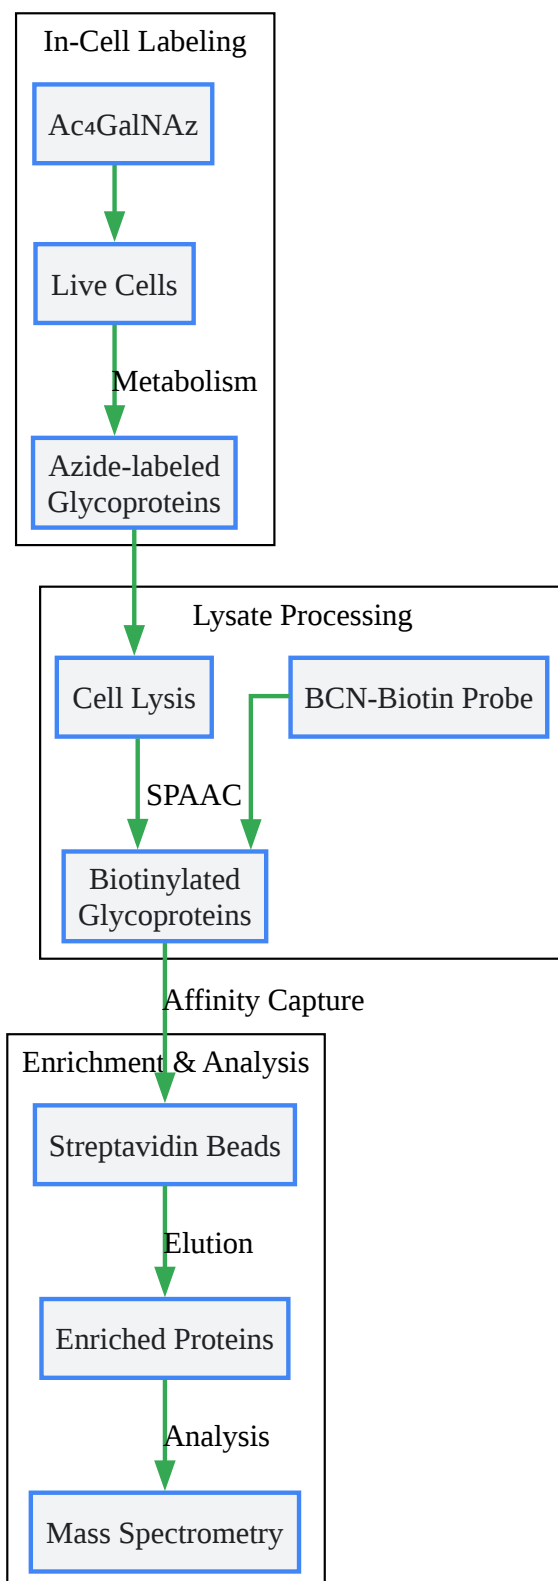 In-Cell Labeling
Ac₄GalNAz
Live Cells
Metabolism
Azide-labeled
Glycoproteins
Lysate Processing
Cell Lysis
BCN-Biotin Probe
SPAAC
Biotinylated
Glycoproteins
Affinity Capture
Enrichment & Analysis
Streptavidin Beads
Elution
Enriched Proteins
Analysis
Mass Spectrometry